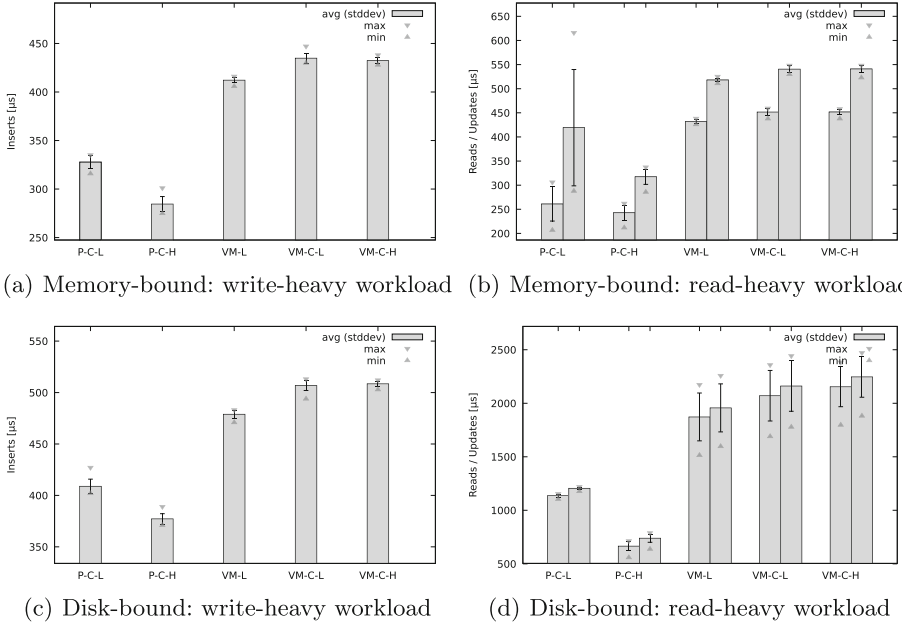 avg (stddev)
max
min
Inserts [µs]
450
400
350
300
250
P-C-L P-C-H VM-L VM-C-L VM-C-H
(a) Memory-bound: write-heavy workload
avg (stddev)
max
min
Reads / Updates [µs]
650
600
550
500
450
400
350
300
250
200
P-C-L P-C-H VM-L VM-C-L VM-C-H
(b) Memory-bound: read-heavy workload
avg (stddev)
max
min
Inserts [µs]
550
500
450
400
350
P-C-L P-C-H VM-L VM-C-L VM-C-H
(c) Disk-bound: write-heavy workload
avg (stddev)
max
min
Reads / Updates [µs]
2500
2000
1500
1000
500
P-C-L P-C-H VM-L VM-C-L VM-C-H
(d) Disk-bound: read-heavy workload